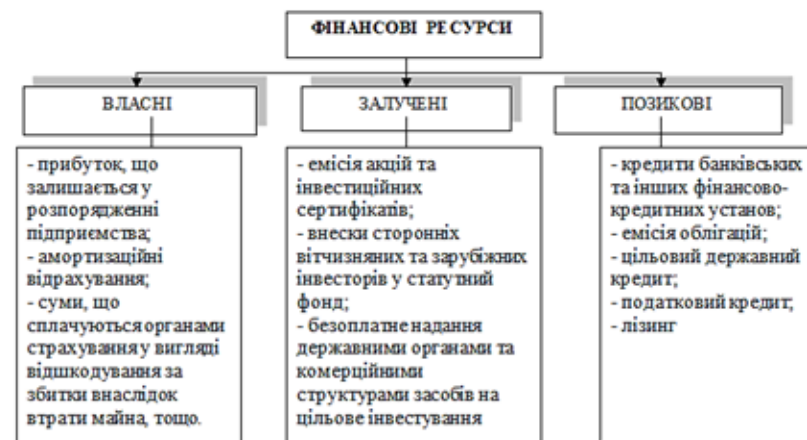 ФІНАНСОВІ РЕСУРСИ
ВЛАСНІ
ЗАЛУЧЕНІ
ПОЗИКОВІ
- прибуток, що
залишається у
розпорядженні
підприємства;
- амортизаційні
відрахування;
- суми, що
сплачуються органами
страхування у вигляді
відшкодування за
збитки внаслідок
втрати майна, тощо.
- емісія акцій та
інвестиційних
сертифікатів;
- внески сторонніх
вітчизняних та зарубіжних
інвесторів у статутний
фонд;
- безоплатне надання
державними органами та
комерційними
структурами засобів на
цільове інвестування
- кредити банківських
та інших фінансово-
кредитних установ;
- емісія облігацій;
- цільовий державний
кредит;
- податковий кредит;
- лізинг